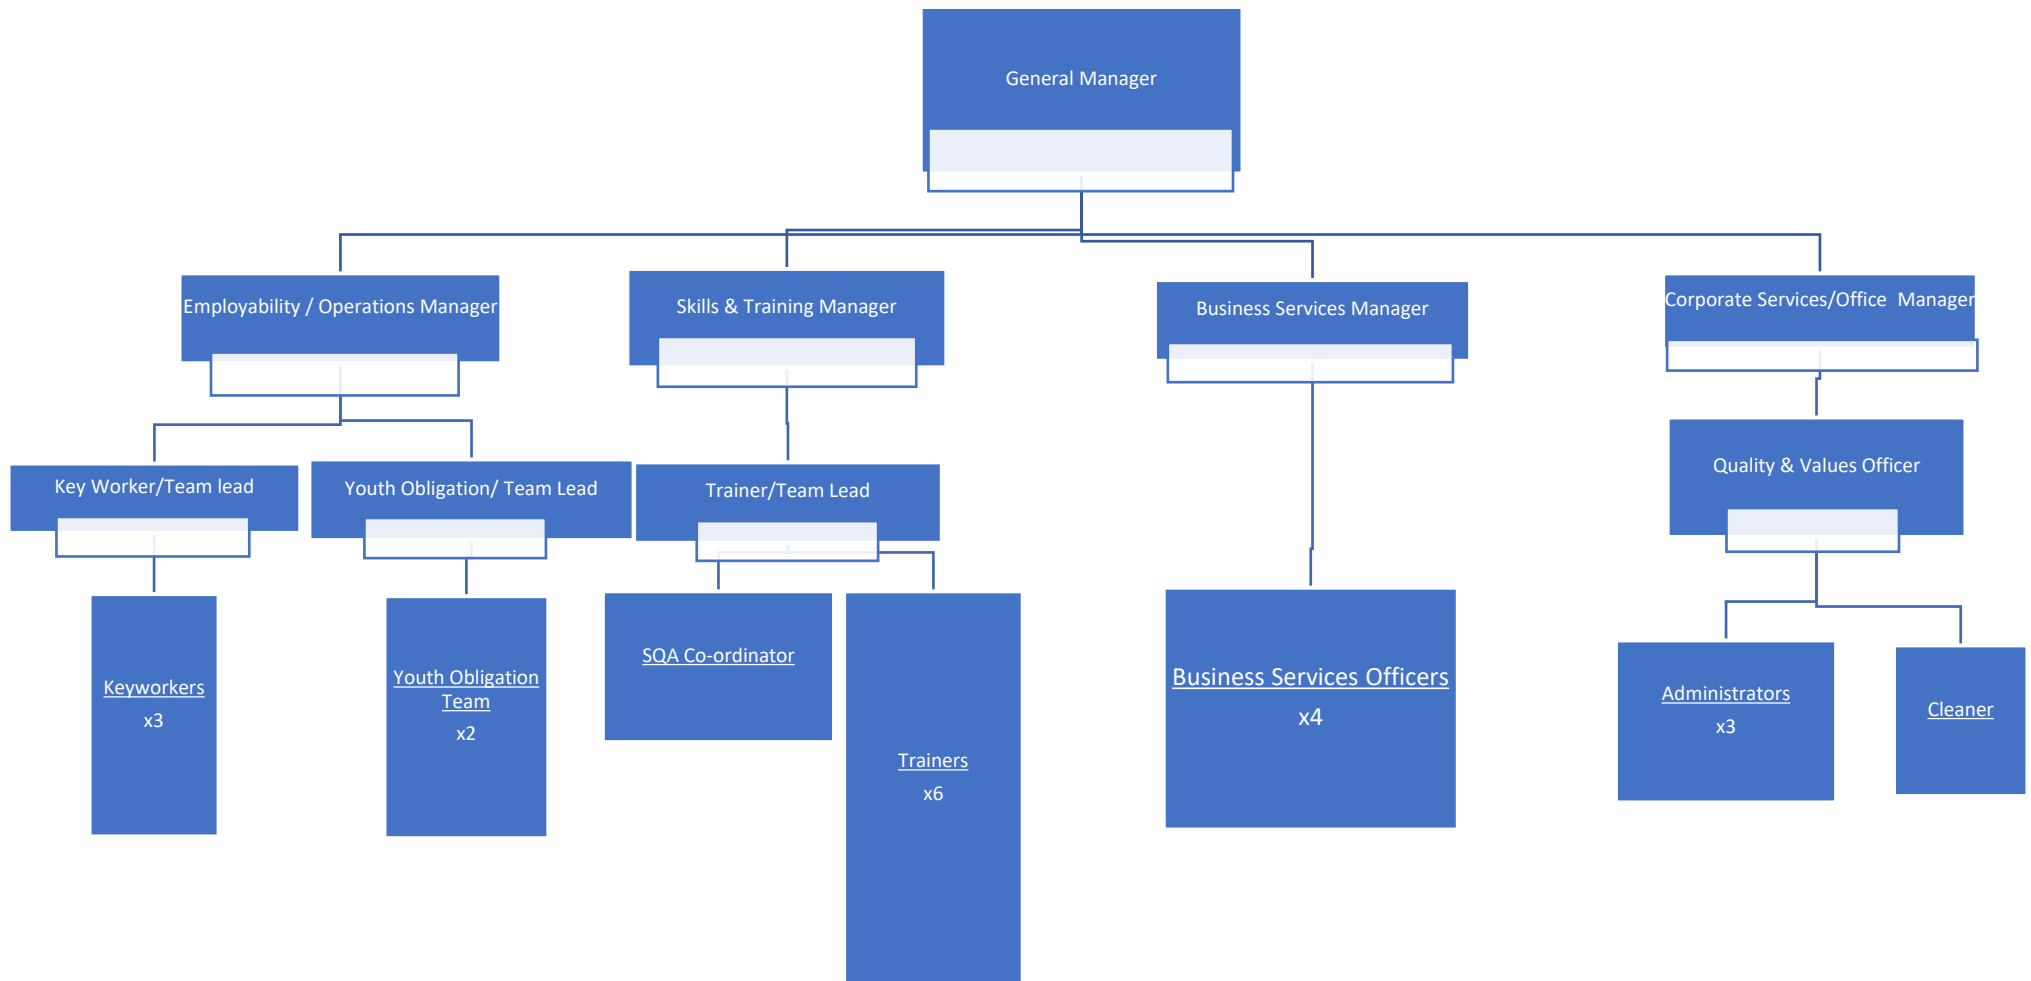 General Manager
Employability / Operations Manager
Skills & Training Manager
Business Services Manager
Corporate Services/Office  Manager
Key Worker/Team lead
Youth Obligation/ Team Lead
Trainer/Team Lead
Quality & Values Officer
Keyworkers
x3
Youth Obligation
Team
x2
SQA Co-ordinator
Trainers
x6
Business Services Officers
x4
Administrators
x3
Cleaner